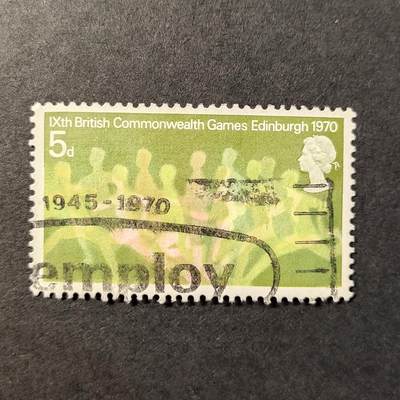 IXth British Commonwealth Games Edinburgh 1970
5d
1945-1970
employ